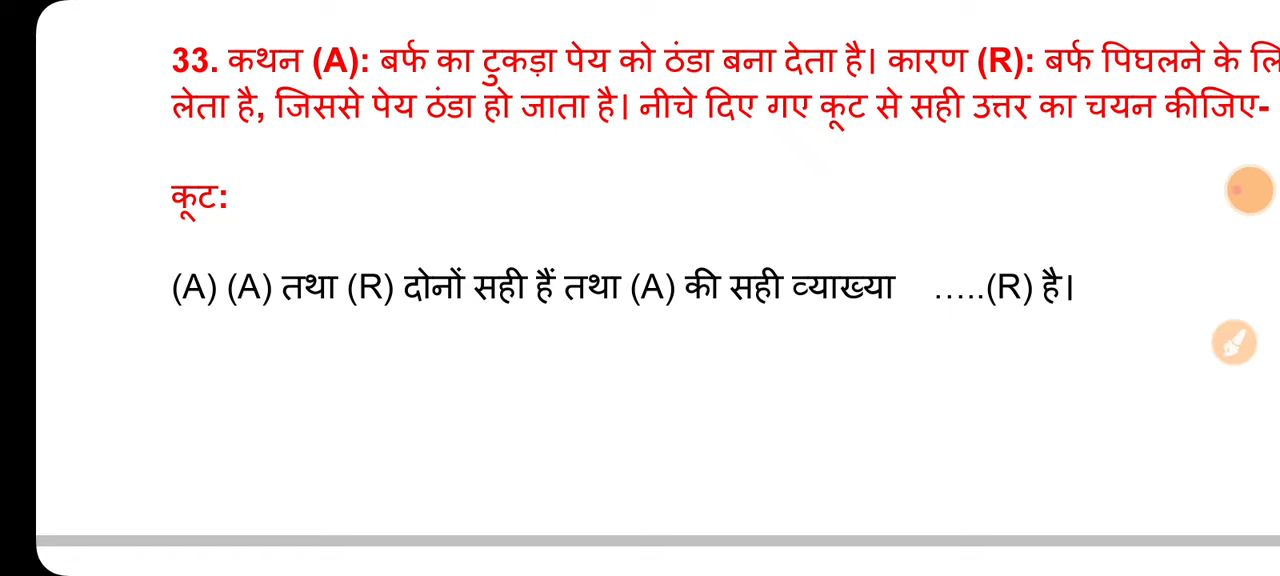 33. कथन (A): बर्फ का टुकड़ा पेय को ठंडा बना देता है। कारण (R): बर्फ पिघलने के
लेता है, जिससे पेय ठंडा हो जाता है। नीचे दिए गए कूट से सही उत्तर का चयन कीजिए-
कूट:
(A) (A) तथा (R) दोनों सही हैं तथा (A) की सही व्याख्या .....(R) है।